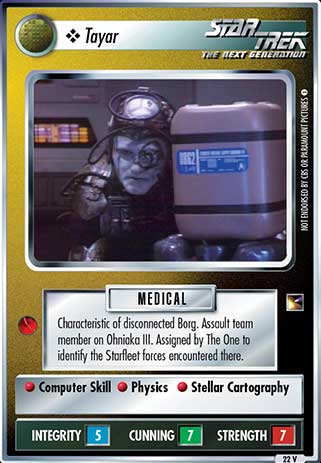 ❖ Tayar
STAR TREK
THE NEXT GENERATION
NOT ENDORSED BY CBS OR PARAMOUNT PICTURES
MEDICAL
Characteristic of disconnected Borg. Assault team
member on Ohniaka III. Assigned by The One to
identify the Starfleet forces encountered there.
Computer Skill Physics Stellar Cartography
INTEGRITY 5 CUNNING 7 STRENGTH 7
22 V